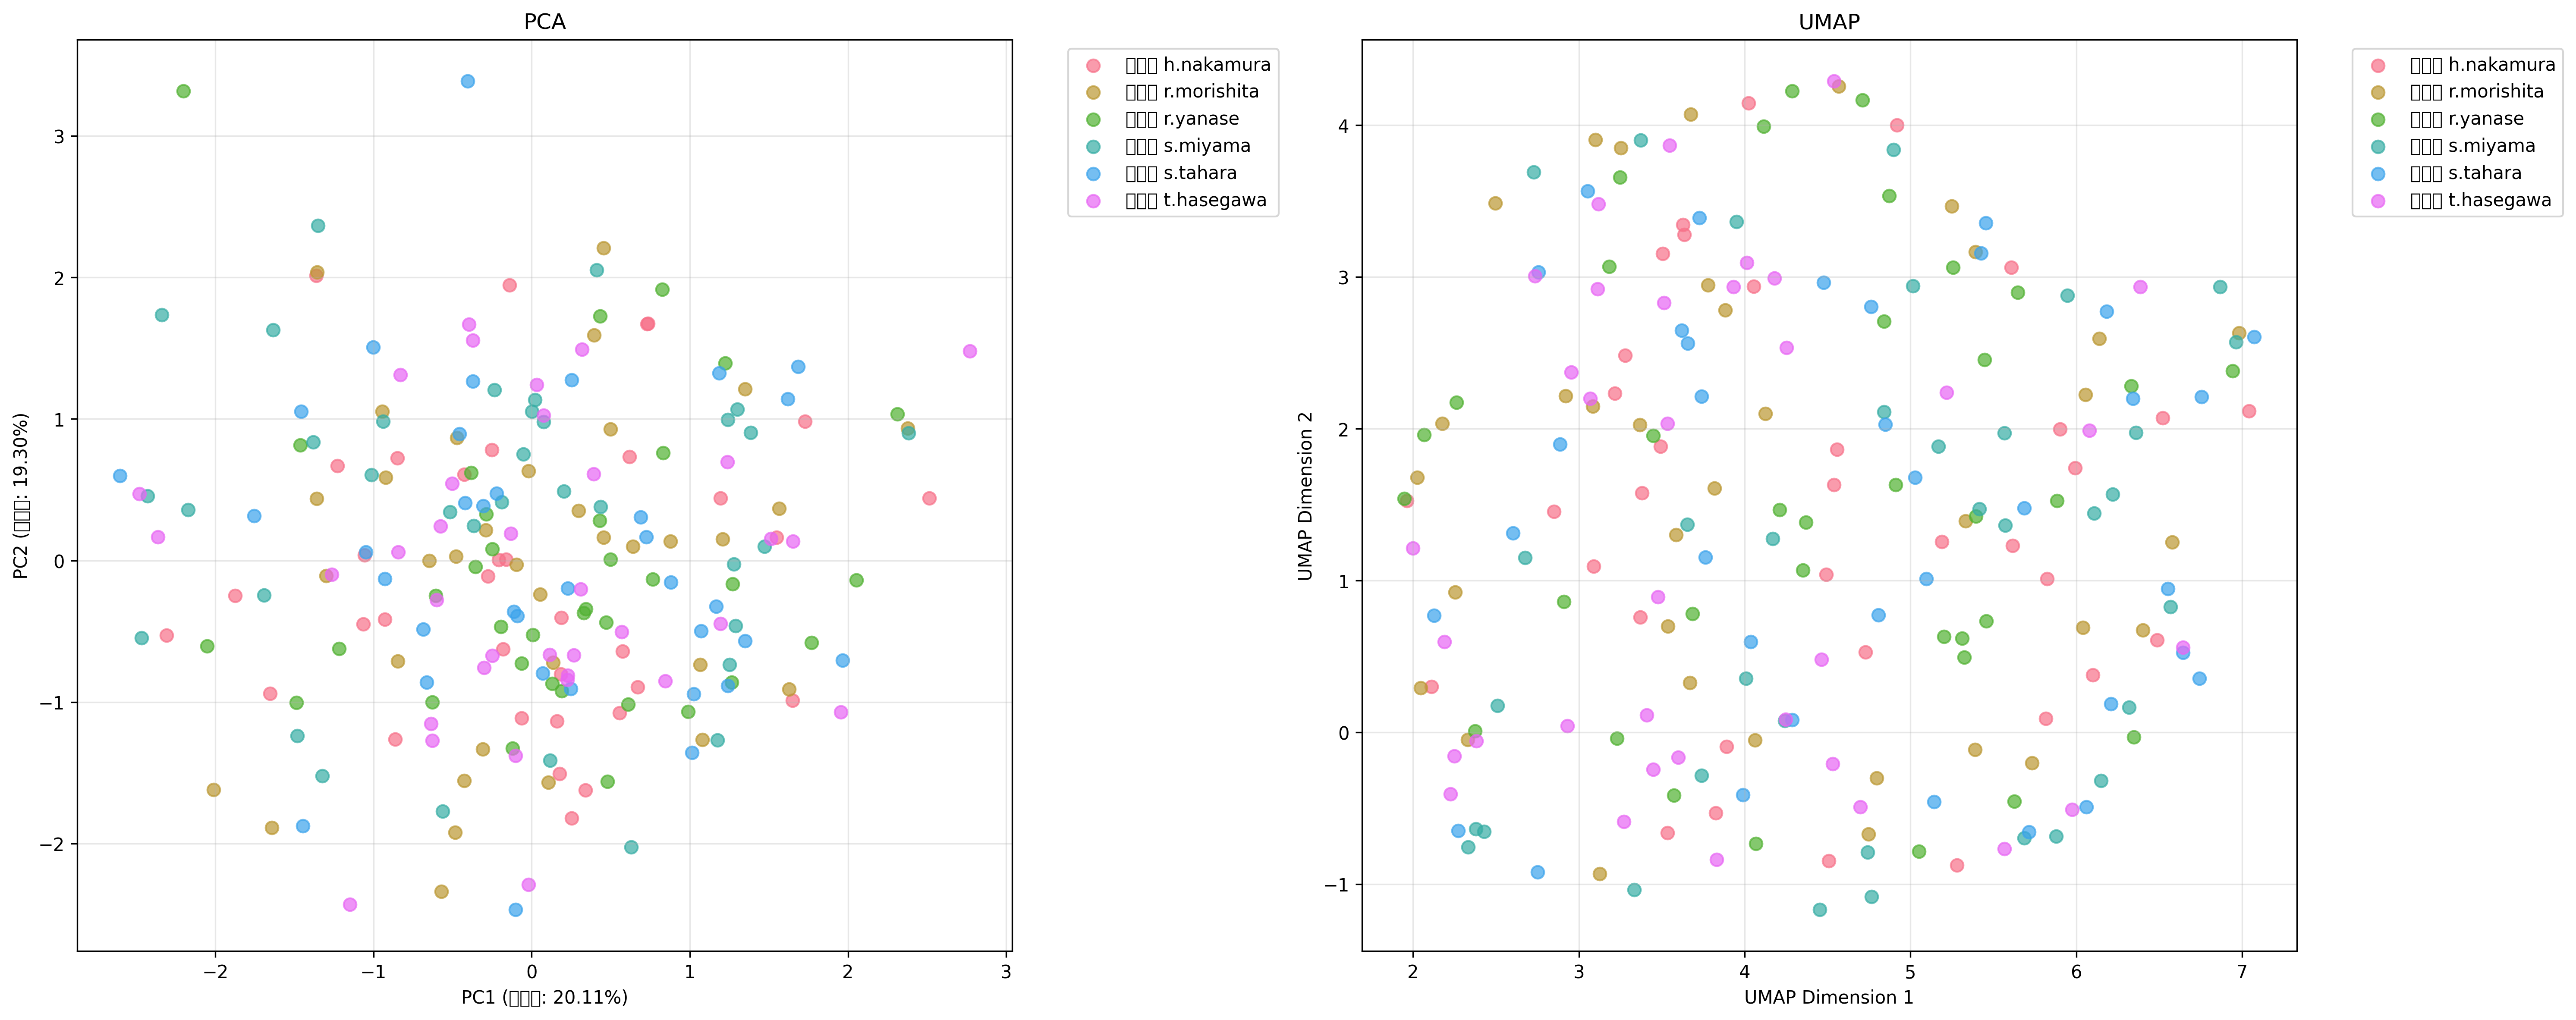 PCA
3
2
1
0
−1
−2
PC2 (□□□: 19.30%)
−2
−1
0
1
2
3
PC1 (□□□: 20.11%)
□□□ h.nakamura
□□□ r.morishita
□□□ r.yanase
□□□ s.miyama
□□□ s.tahara
□□□ t.hasegawa
UMAP
4
3
2
1
0
−1
UMAP Dimension 2
2
3
4
5
6
7
UMAP Dimension 1
□□□ h.nakamura
□□□ r.morishita
□□□ r.yanase
□□□ s.miyama
□□□ s.tahara
□□□ t.hasegawa